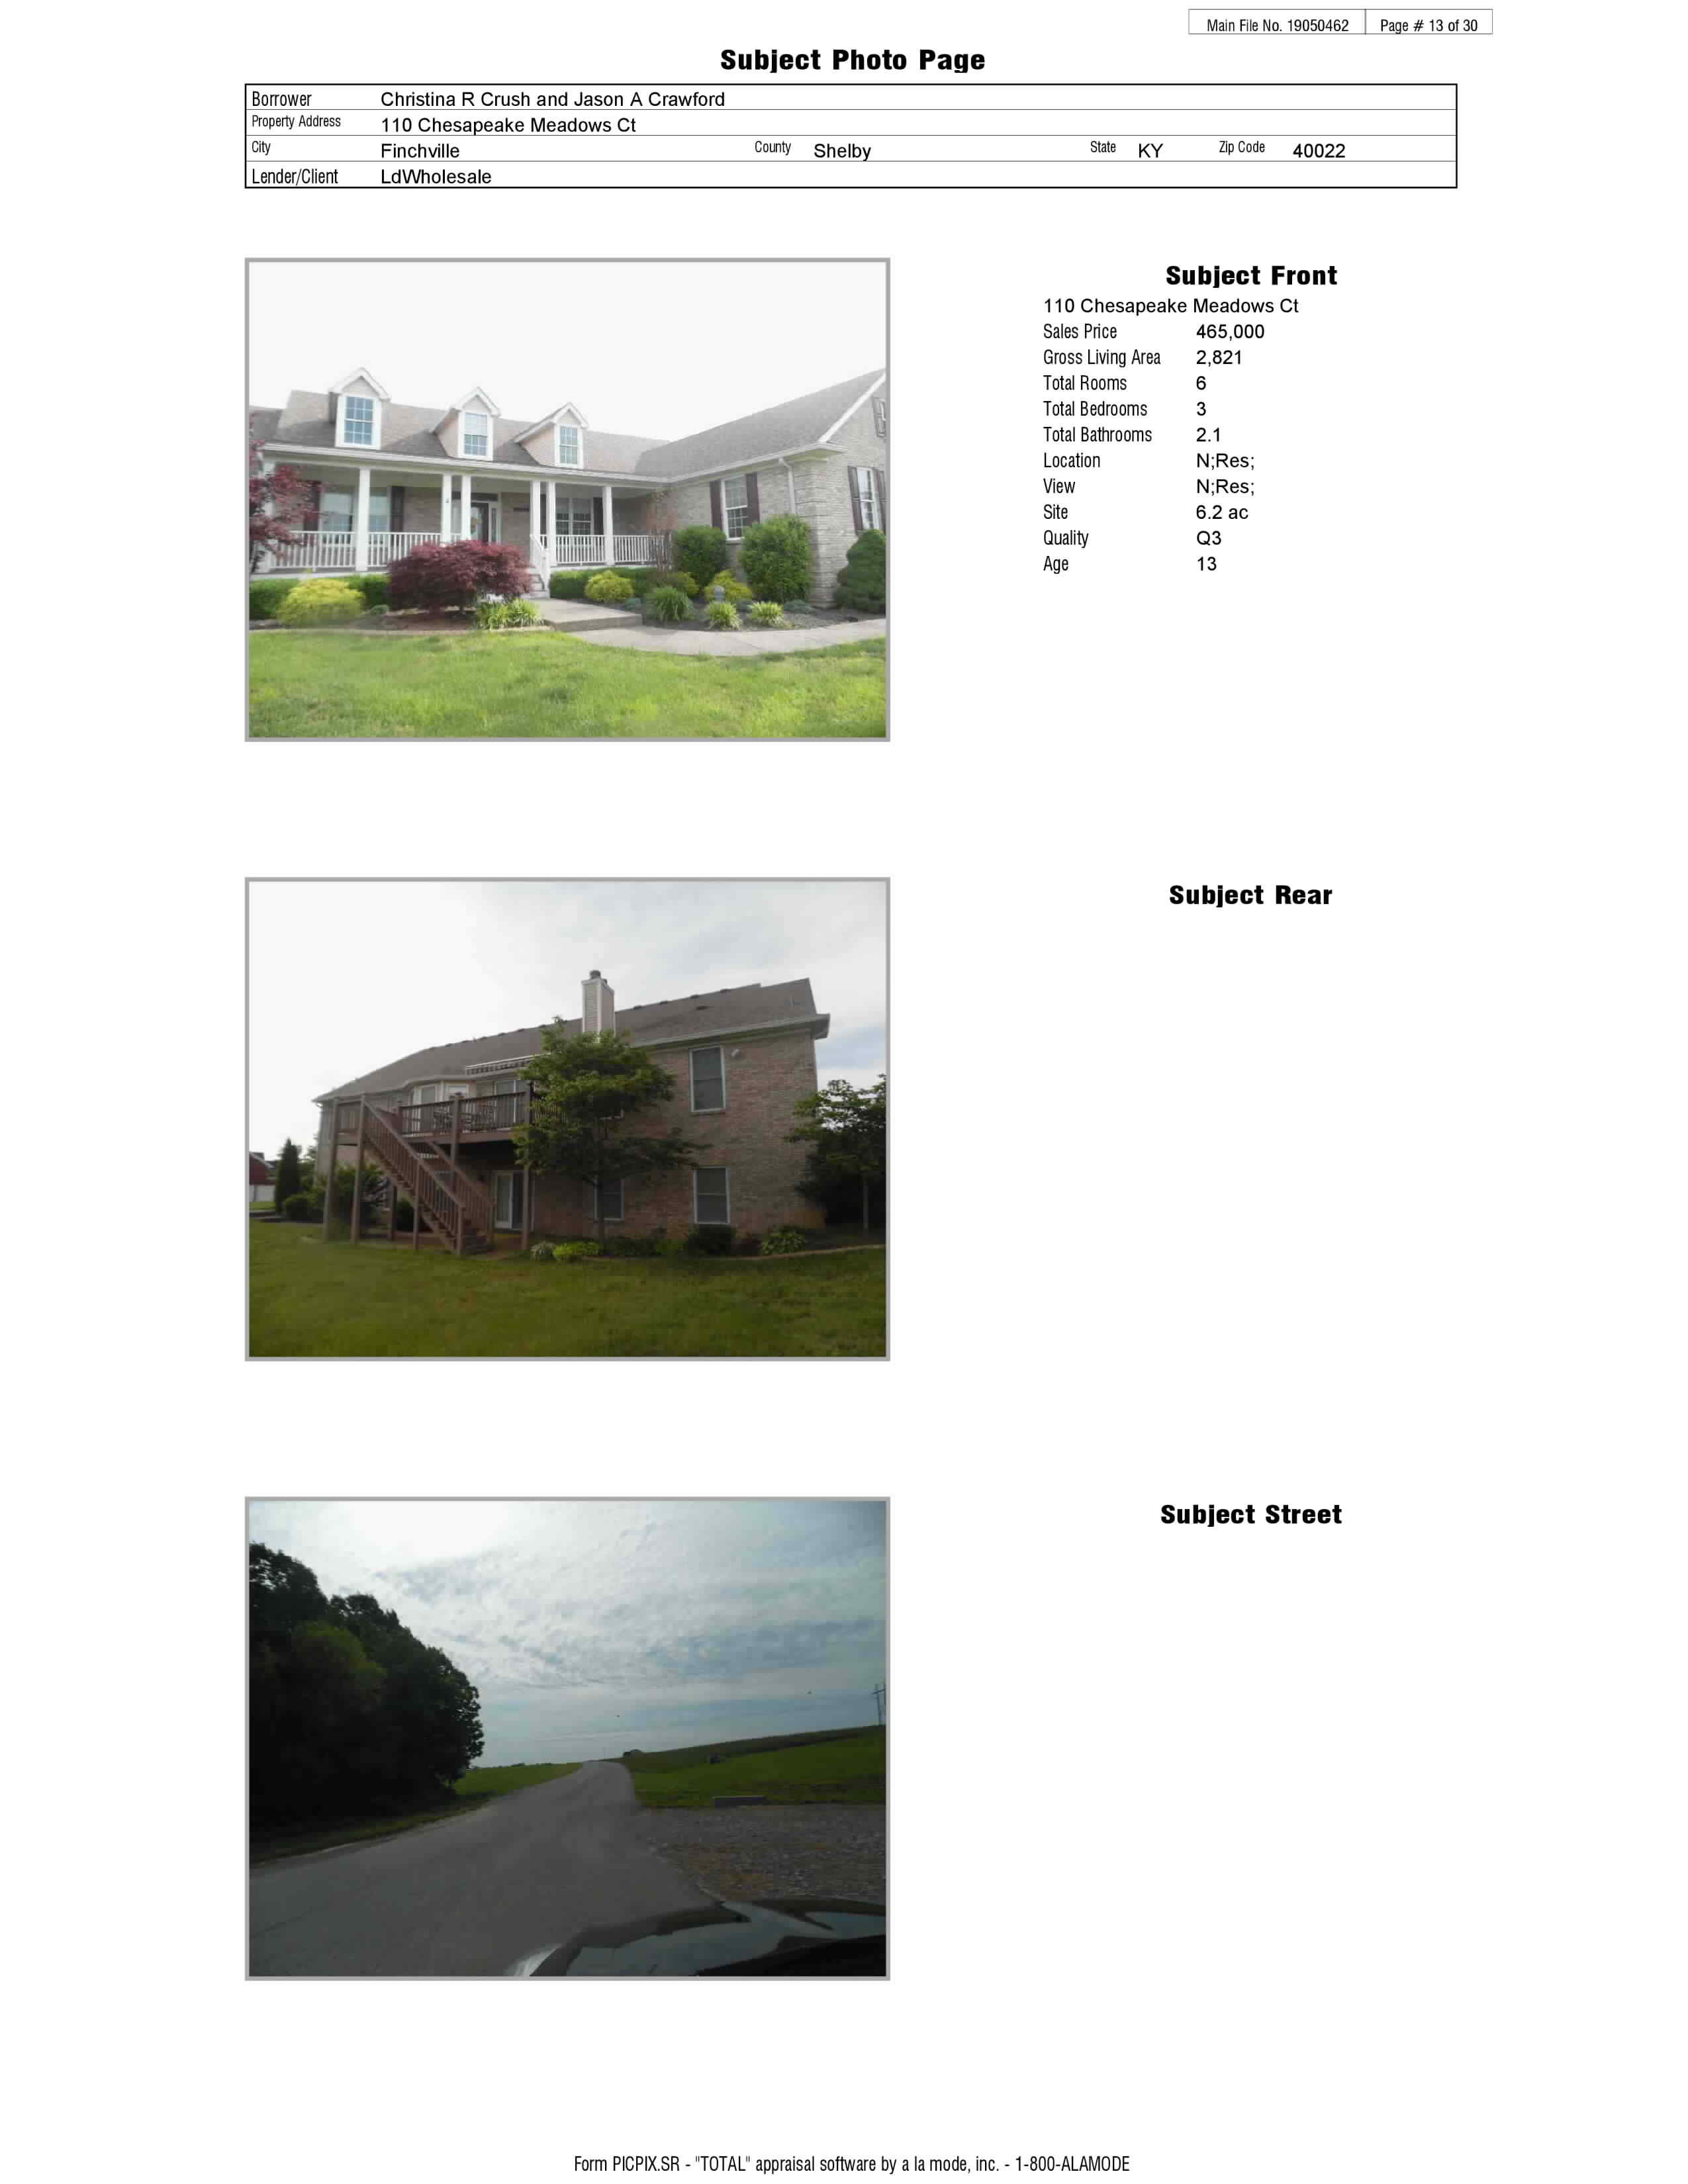 Main File No. 19050462 Page # 13 of 30
Subject Photo Page
Borrower Christina R Crush and Jason A Crawford
Property Address 110 Chesapeake Meadows Ct
City Finchville County Shelby State KY Zip Code 40022
Lender/Client LdWholesale
Subject Front
110 Chesapeake Meadows Ct
Sales Price 465,000
Gross Living Area 2,821
Total Rooms 6
Total Bedrooms 3
Total Bathrooms 2.1
Location N;Res;
View N;Res;
Site 6.2 ac
Quality Q3
Age 13
Subject Rear
Subject Street
Form PICPIX.SR - "TOTAL" appraisal software by a la mode, inc. - 1-800-ALAMODE